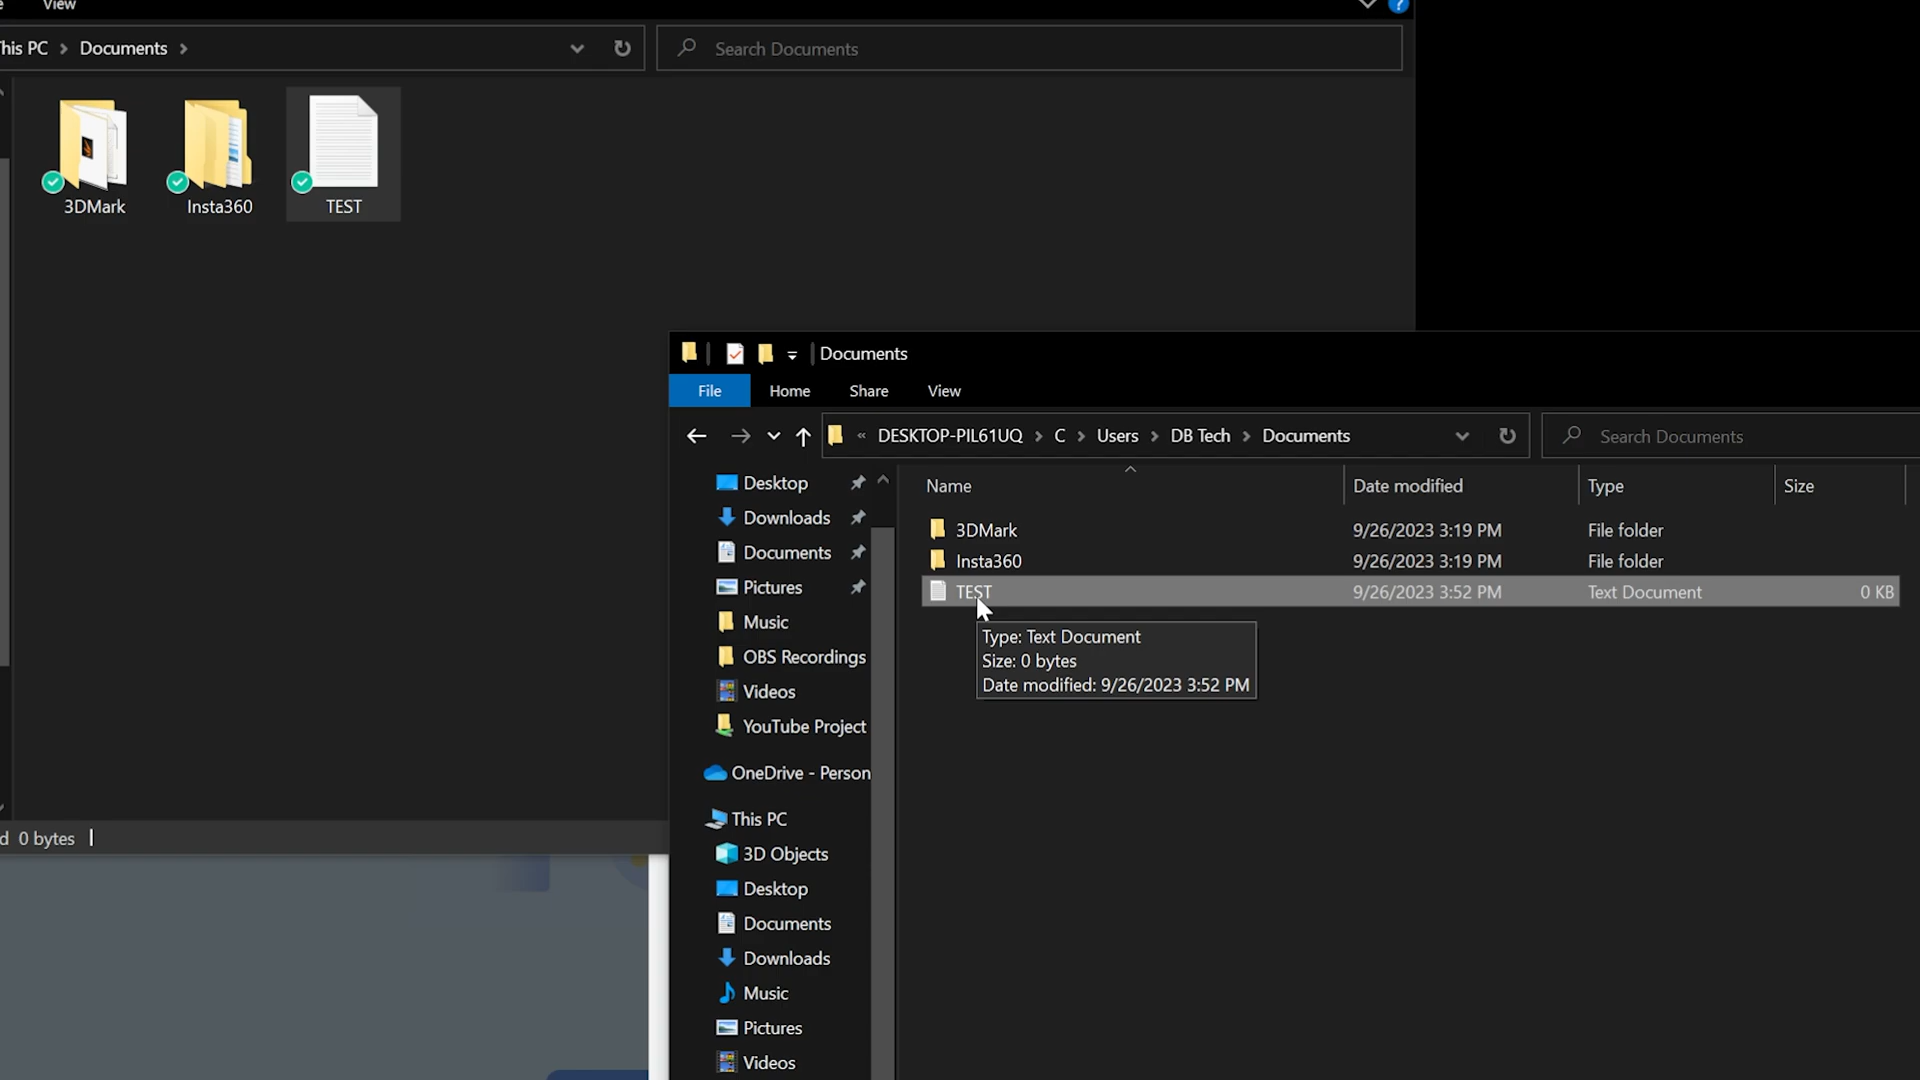 View
?
his PC > Documents >
Search Documents
3DMark
Insta360
TEST
d 0 bytes
Documents
File
Home
Share
View
« DESKTOP-PIL61UQ > C > Users > DB Tech > Documents
Search Documents
Desktop
Downloads
Documents
Pictures
Music
OBS Recordings
Videos
YouTube Project
OneDrive - Person
This PC
3D Objects
Desktop
Documents
Downloads
Music
Pictures
Videos
Name Date modified Type Size
3DMark 9/26/2023 3:19 PM File folder
Insta360 9/26/2023 3:19 PM File folder
TEST 9/26/2023 3:52 PM Text Document 0 KB
Type: Text Document
Size: 0 bytes
Date modified: 9/26/2023 3:52 PM